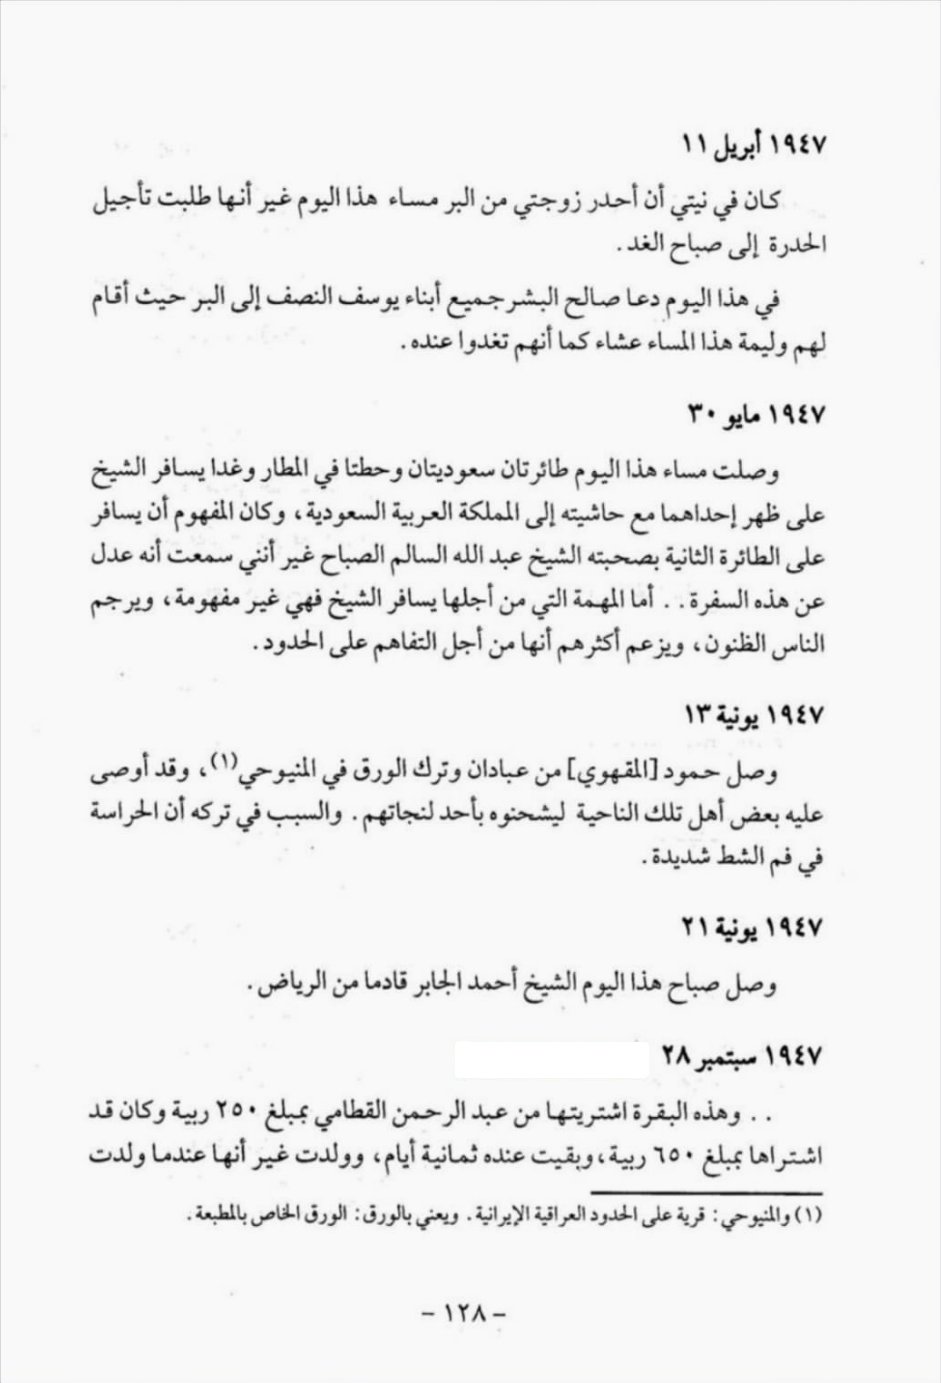 ١٩٤٧ أبريل ١١
كان في نيتي أن أحدر زوجتي من البر مساء هذا اليوم غير أنها طلبت تأجيل
الحدرة إلى صباح الغد .
في هذا اليوم دعا صالح البشر جميع أبناء يوسف النصف إلى البر حيث أقام
لهم وليمة هذا المساء عشاء كما أنهم تغدوا عنده .
١٩٤٧ مايو ٣٠
وصلت مساء هذا اليوم طائرتان سعوديتان وحطتا في المطار وغدا يسافر الشيخ
على ظهر إحداهما مع حاشيته إلى المملكة العربية السعودية ، وكان المفهوم أن يسافر
على الطائرة الثانية بصحبته الشيخ عبد الله السالم الصباح غير أنني سمعت أنه عدل
عن هذه السفرة . . أما المهمة التي من أجلها يسافر الشيخ فهي غير مفهومة ، ويرجم
الناس الظنون ، ويزعم أكثرهم أنها من أجل التفاهم على الحدود .
١٩٤٧ يونية ١٣
وصل حمود [المقهوي] من عبادان وترك الورق في المنيوحي(١) ، وقد أوصى
عليه بعض أهل تلك الناحية ليشحنوه بأحد لنجاتهم . والسبب في تركه أن الحراسة
في فم الشط شديدة .
١٩٤٧ يونية ٢١
وصل صباح هذا اليوم الشيخ أحمد الجابر قادما من الرياض .
١٩٤٧ سبتمبر ٢٨
. . وهذه البقرة اشتريتها من عبد الرحمن القطامي بمبلغ ٢٥٠ ربية وكان قد
اشتراها بمبلغ ٦٥٠ ربية ، وبقيت عنده ثمانية أيام ، وولدت غير أنها عندما ولدت
(١) والمنيوحي : قرية على الحدود العراقية الإيرانية . ويعني بالورق : الورق الخاص بالمطبعة .
– ١٢٨ –